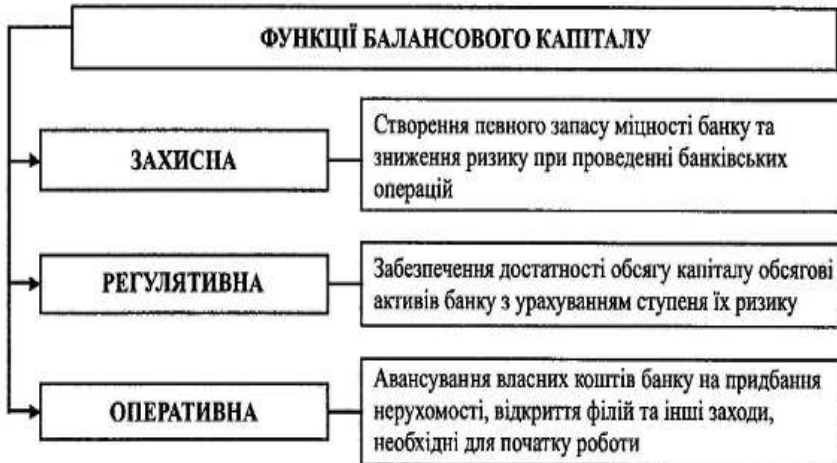 ФУНКЦІЇ БАЛАНСОВОГО КАПІТАЛУ
ЗАХИСНА
Створення певного запасу міцності банку та
зниження ризику при проведенні банківських
операцій
РЕГУЛЯТИВНА
Забезпечення достатності обсягу капіталу обсягові
активів банку з урахуванням ступеня їх ризику
ОПЕРАТИВНА
Авансування власних коштів банку на придбання
нерухомості, відкриття філій та інші заходи,
необхідні для початку роботи